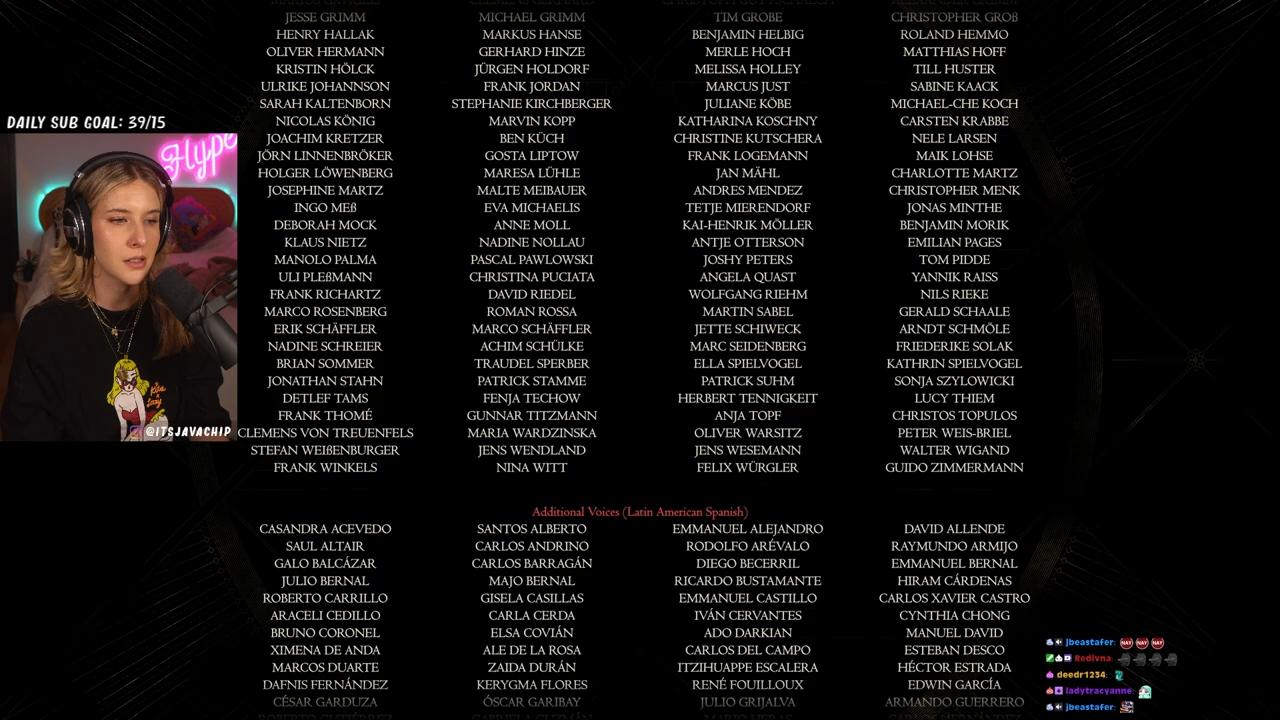 JESSE GRIMM MICHAEL GRIMM TIM GROBE CHRISTOPHER GROß
HENRY HALLAK MARKUS HANSE BENJAMIN HELBIG ROLAND HEMMO
OLIVER HERMANN GERHARD HINZE MERLE HOCH MATTHIAS HOFF
KRISTIN HÖLCK JÜRGEN HOLDORF MELISSA HOLLEY TILL HUSTER
ULRIKE JOHANNSON FRANK JORDAN MARCUS JUST SABINE KAACK
SARAH KALTENBORN STEPHANIE KIRCHBERGER JULIANE KÖBE MICHAEL-CHE KOCH
DAILY SUB GOAL: 39/15
NICOLAS KÖNIG MARVIN KOPP KATHARINA KOSCHNY CARSTEN KRABBE
JOACHIM KRETZER BEN KÜCH CHRISTINE KUTSCHERA NELE LARSEN
Hype
JÖRN LINNENBRÖKER GOSTA LIPTOW FRANK LOGEMANN MAIK LOHSE
HOLGER LÖWENBERG MARESA LÜHLE JAN MÄHL CHARLOTTE MARTZ
JOSEPHINE MARTZ MALTE MEIBAUER ANDRES MENDEZ CHRISTOPHER MENK
INGO MEß EVA MICHAELIS TETJE MIERENDORF JONAS MINTHE
DEBORAH MOCK ANNE MOLL KAI-HENRIK MÖLLER BENJAMIN MORIK
KLAUS NIETZ NADINE NOLLAU ANTJE OTTERSON EMILIAN PAGES
MANOLO PALMA PASCAL PAWLOWSKI JOSHY PETERS TOM PIDDE
ULI PLEßMANN CHRISTINA PUCIATA ANGELA QUAST YANNIK RAISS
FRANK RICHARTZ DAVID RIEDEL WOLFGANG RIEHM NILS RIEKE
MARCO ROSENBERG ROMAN ROSSA MARTIN SABEL GERALD SCHAALE
ERIK SCHÄFFLER MARCO SCHÄFFLER JETTE SCHIWECK ARNDT SCHMÖLE
NADINE SCHREIER ACHIM SCHÜLKE MARC SEIDENBERG FRIEDERIKE SOLAK
BRIAN SOMMER TRAUDEL SPERBER ELLA SPIELVOGEL KATHRIN SPIELVOGEL
JONATHAN STAHN PATRICK STAMME PATRICK SUHM SONJA SZYLOWICKI
DETLEF TAMS FENJA TECHOW HERBERT TENNIGKEIT LUCY THIEM
FRANK THOMÉ GUNNAR TITZMANN ANJA TOPF CHRISTOS TOPULOS
@ITSJAVACHIP CLEMENS VON TREUENFELS MARIA WARDZINSKA OLIVER WARSITZ PETER WEIS-BRIEL
STEFAN WEIßENBURGER JENS WENDLAND JENS WESEMANN WALTER WIGAND
FRANK WINKELS NINA WITT FELIX WÜRGLER GUIDO ZIMMERMANN
Additional Voices (Latin American Spanish)
CASANDRA ACEVEDO SANTOS ALBERTO EMMANUEL ALEJANDRO DAVID ALLENDE
SAUL ALTAIR CARLOS ANDRINO RODOLFO ARÉVALO RAYMUNDO ARMIJO
GALO BALCÁZAR CARLOS BARRAGÁN DIEGO BECERRIL EMMANUEL BERNAL
JULIO BERNAL MAJO BERNAL RICARDO BUSTAMANTE HIRAM CÁRDENAS
ROBERTO CARRILLO GISELA CASILLAS EMMANUEL CASTILLO CARLOS XAVIER CASTRO
ARACELI CEDILLO CARLA CERDA IVÁN CERVANTES CYNTHIA CHONG
BRUNO CORONEL ELSA COVIÁN ADO DARKIAN MANUEL DAVID
XIMENA DE ANDA ALE DE LA ROSA CARLOS DEL CAMPO ESTEBAN DESCO
MARCOS DUARTE ZAIDA DURÁN ITZIHUAPPE ESCALERA HÉCTOR ESTRADA
DAFNIS FERNÁNDEZ KERYGMA FLORES RENÉ FOUILLOUX EDWIN GARCÍA
CÉSAR GARDUZA ÓSCAR GARIBAY JULIO GRIJALVA ARMANDO GUERRERO
Jbeastafer: NAY NAY NAY
Redivna:
deedr1234:
ladytracyanne:
jbeastafer: